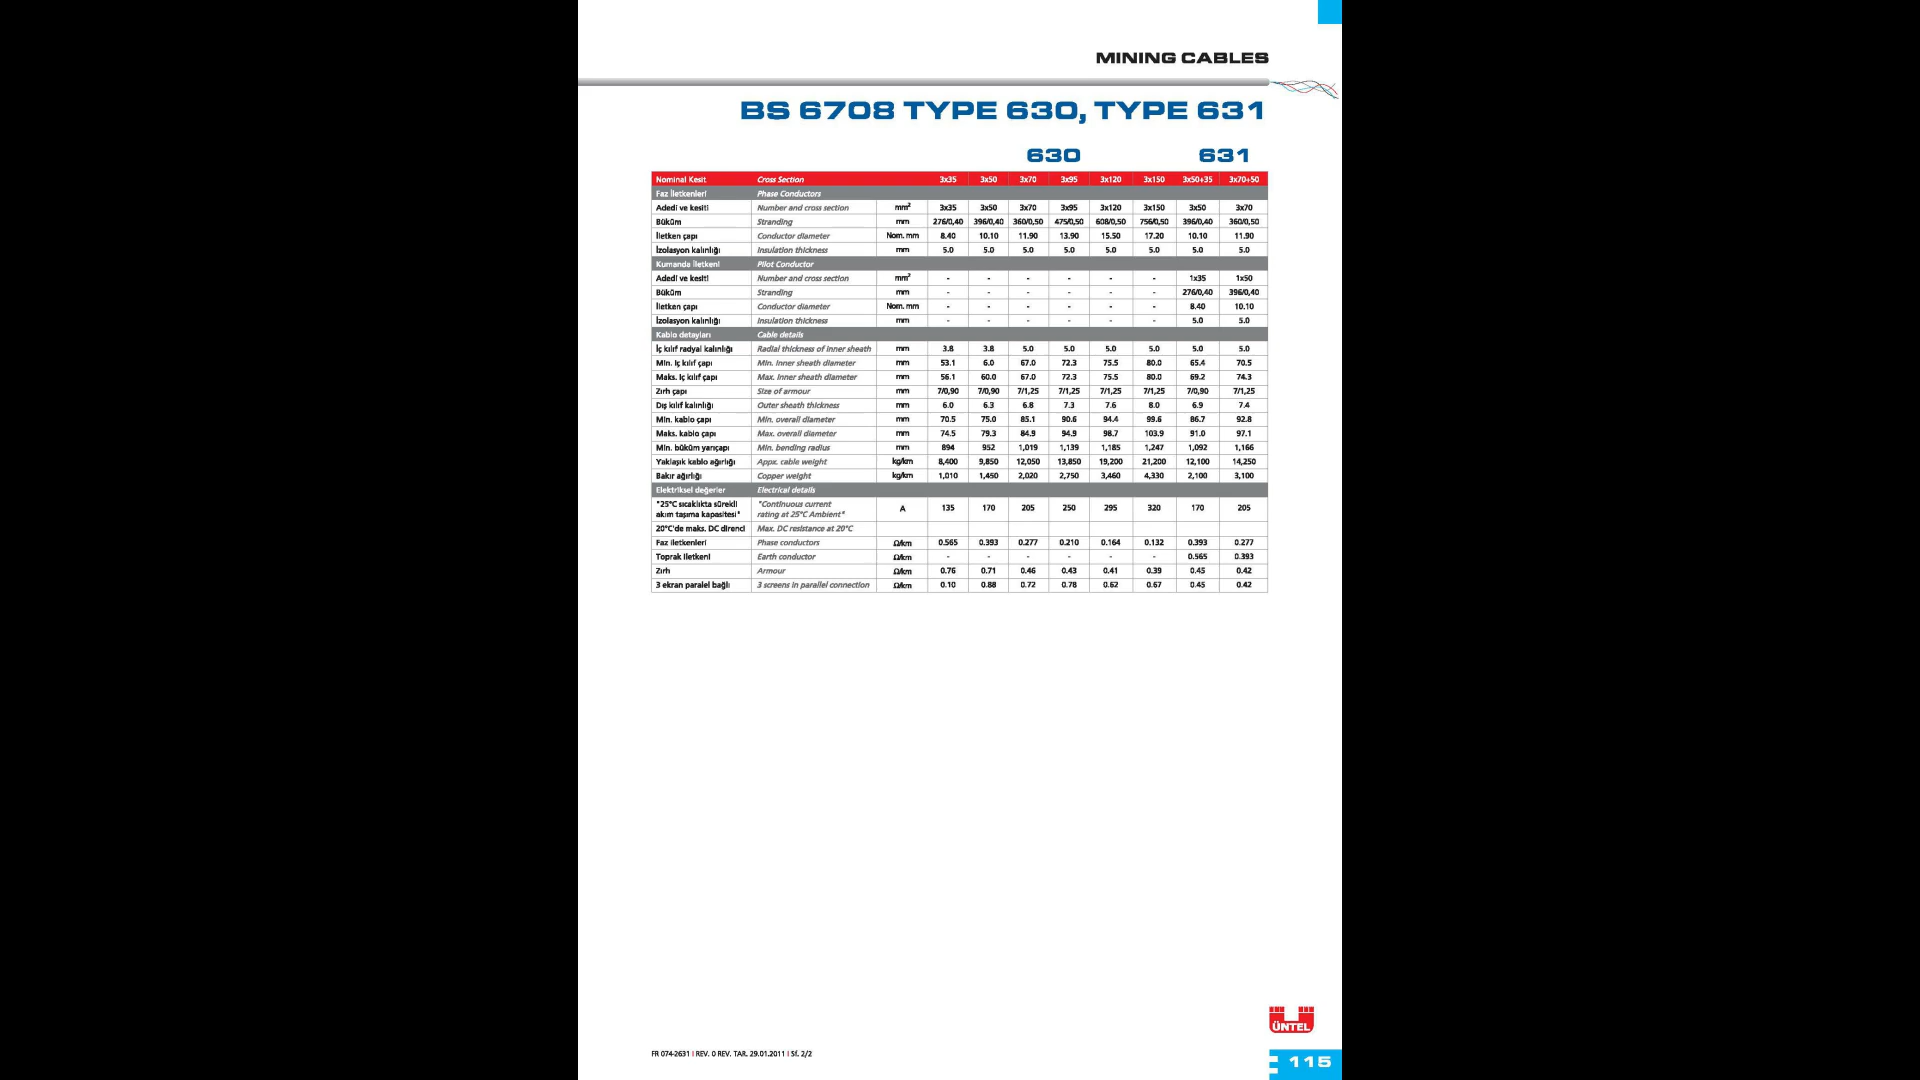 MINING CABLES
BS 6708 TYPE 630, TYPE 631
630 631
Nominal Kesit Cross Section 3x35 3x50 3x70 3x95 3x120 3x150 3x50+35 3x70+50
Faz İletkenleri Phase Conductors
Adedi ve kesiti Number and cross section mm² 3x35 3x50 3x70 3x95 3x120 3x150 3x50 3x70
Büküm Stranding mm 276/0,40 396/0,40 360/0,50 475/0,50 608/0,50 756/0,50 396/0,40 360/0,50
İletken çapı Conductor diameter Nom. mm 8.40 10.10 11.90 13.90 15.50 17.20 10.10 11.90
İzolasyon kalınlığı Insulation thickness mm 5.0 5.0 5.0 5.0 5.0 5.0 5.0 5.0
Kumanda İletkeni Pilot Conductor
Adedi ve kesiti Number and cross section mm² - - - - - - 1x35 1x50
Büküm Stranding mm - - - - - - 276/0,40 396/0,40
İletken çapı Conductor diameter Nom. mm - - - - - - 8.40 10.10
İzolasyon kalınlığı Insulation thickness mm - - - - - - 5.0 5.0
Kablo detayları Cable details
İç kılıf radyal kalınlığı Radial thickness of inner sheath mm 3.8 3.8 5.0 5.0 5.0 5.0 5.0 5.0
Min. iç kılıf çapı Min. inner sheath diameter mm 53.1 6.0 67.0 72.3 75.5 80.0 65.4 70.5
Maks. iç kılıf çapı Max. inner sheath diameter mm 56.1 60.0 67.0 72.3 75.5 80.0 69.2 74.3
Zırh çapı Size of armour mm 7/0,90 7/0,90 7/1,25 7/1,25 7/1,25 7/1,25 7/0,90 7/1,25
Dış kılıf kalınlığı Outer sheath thickness mm 6.0 6.3 6.8 7.3 7.6 8.0 6.9 7.4
Min. kablo çapı Min. overall diameter mm 70.5 75.0 85.1 90.6 94.4 99.6 86.7 92.8
Maks. kablo çapı Max. overall diameter mm 74.5 79.3 84.9 94.9 98.7 103.9 91.0 97.1
Min. büküm yarıçapı Min. bending radius mm 894 952 1,019 1,139 1,185 1,247 1,092 1,166
Yaklaşık kablo ağırlığı Appx. cable weight kg/km 8,400 9,850 12,050 13,850 19,200 21,200 12,100 14,250
Bakır ağırlığı Copper weight kg/km 1,010 1,450 2,020 2,750 3,460 4,330 2,100 3,100
Elektriksel değerler Electrical details
"25°C sıcaklıkta sürekli "Continuous current
akım taşıma kapasitesi" rating at 25°C Ambient" A 135 170 205 250 295 320 170 205
20°C'de maks. DC direnci Max. DC resistance at 20°C
Faz iletkenleri Phase conductors Ω/km 0.565 0.393 0.277 0.210 0.164 0.132 0.393 0.277
Toprak iletkeni Earth conductor Ω/km - - - - - - 0.565 0.393
Zırh Armour Ω/km 0.76 0.71 0.46 0.43 0.41 0.39 0.45 0.42
3 ekran paralel bağlı 3 screens in parallel connection Ω/km 0.10 0.88 0.72 0.78 0.62 0.67 0.45 0.42
ÜNTEL
FR 074-2631 I REV. 0 REV. TAR. 29.01.2011 I Sf. 2/2
115